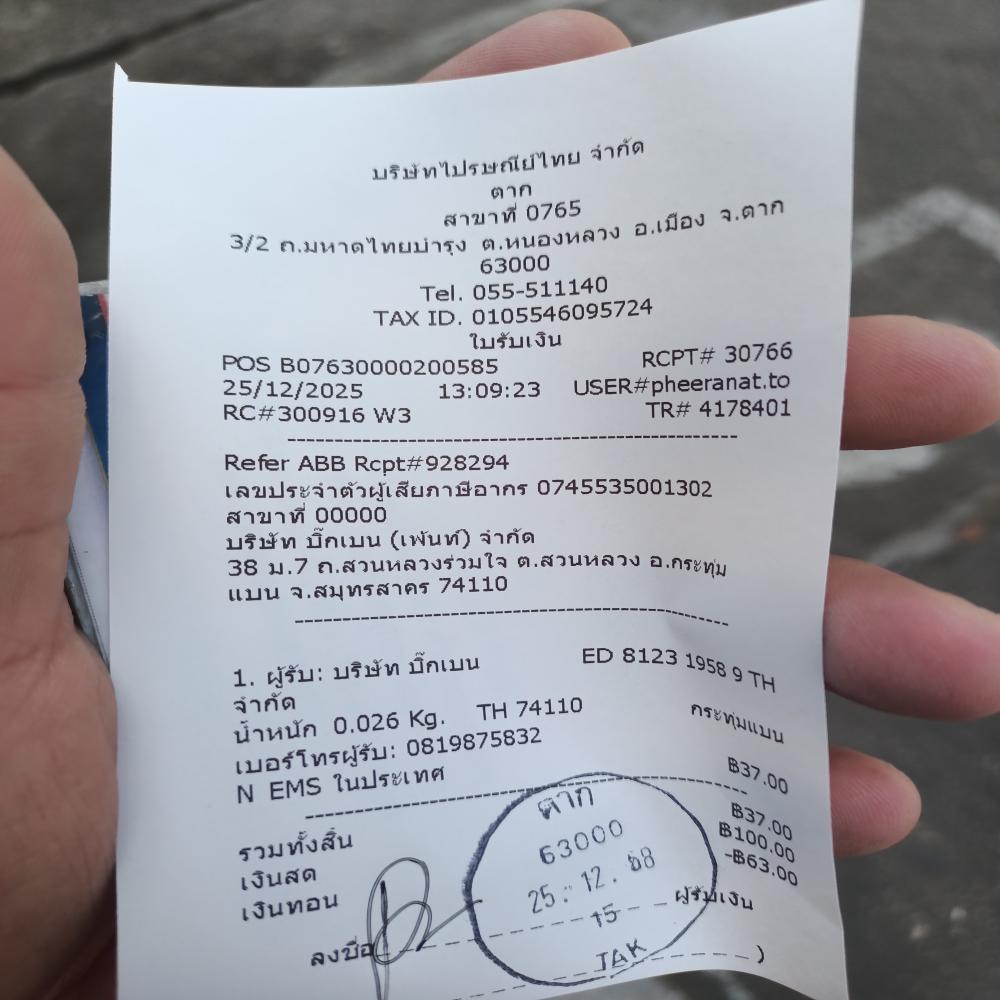 บริษัทไปรษณีย์ไทย จำกัด
ตาก
สาขาที่ 0765
3/2 ถ.มหาดไทยบำรุง ต.หนองหลวง อ.เมือง จ.ตาก
63000
Tel. 055-511140
TAX ID. 0105546095724
ใบรับเงิน
POS B07630000200585 RCPT# 30766
25/12/2025 13:09:23 USER#pheeranat.to
RC#300916 W3 TR# 4178401
Refer ABB Rcpt#928294
เลขประจำตัวผู้เสียภาษีอากร 0745535001302
สาขาที่ 00000
บริษัท บิ๊กเบน (เพ้นท์) จำกัด
38 ม.7 ถ.สวนหลวงร่วมใจ ต.สวนหลวง อ.กระทุ่ม
แบน จ.สมุทรสาคร 74110
1. ผู้รับ: บริษัท บิ๊กเบน ED 8123 1958 9 TH
จำกัด
น้ำหนัก 0.026 Kg. TH 74110 กระทุ่มแบน
เบอร์โทรผู้รับ: 0819875832
N EMS ในประเทศ ฿37.00
รวมทั้งสิ้น ฿37.00
เงินสด ฿100.00
เงินทอน -฿63.00
ลงชื่อ ผู้รับเงิน
)
ตาก
63000
25.12.68
15
TAK